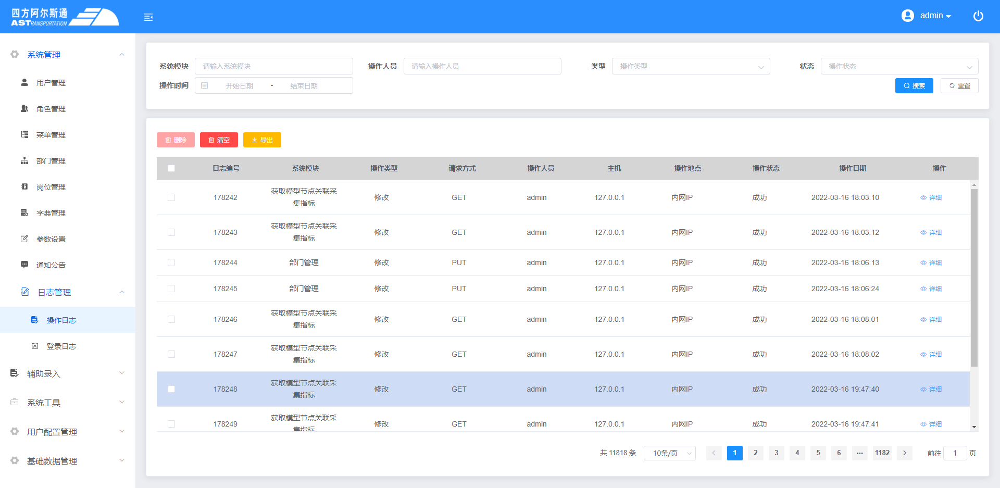 四方阿尔斯通
ASTRANSPORTATION
admin
系统管理
用户管理
角色管理
菜单管理
部门管理
岗位管理
字典管理
参数设置
通知公告
日志管理
操作日志
登录日志
辅助录入
系统工具
用户配置管理
基础数据管理
系统模块 请输入系统模块 操作人员 请输入操作人员 类型 操作类型 状态 操作状态
操作时间 开始日期 - 结束日期 搜索 重置
删除 清空 导出
日志编号 系统模块 操作类型 请求方式 操作人员 主机 操作地点 操作状态 操作日期 操作
178242 获取模型节点关联采 修改 GET admin 127.0.0.1 内网IP 成功 2022-03-16 18:03:10 详细
集指标
178243 获取模型节点关联采 修改 GET admin 127.0.0.1 内网IP 成功 2022-03-16 18:03:12 详细
集指标
178244 部门管理 修改 PUT admin 127.0.0.1 内网IP 成功 2022-03-16 18:06:13 详细
178245 部门管理 修改 PUT admin 127.0.0.1 内网IP 成功 2022-03-16 18:06:24 详细
178246 获取模型节点关联采 修改 GET admin 127.0.0.1 内网IP 成功 2022-03-16 18:08:01 详细
集指标
178247 获取模型节点关联采 修改 GET admin 127.0.0.1 内网IP 成功 2022-03-16 18:08:02 详细
集指标
178248 获取模型节点关联采 修改 GET admin 127.0.0.1 内网IP 成功 2022-03-16 19:47:40 详细
集指标
178249 获取模型节点关联采 修改 GET admin 127.0.0.1 内网IP 成功 2022-03-16 19:47:41 详细
集指标
共 11818 条 10条/页 1 2 3 4 5 6 ••• 1182 前往 1 页